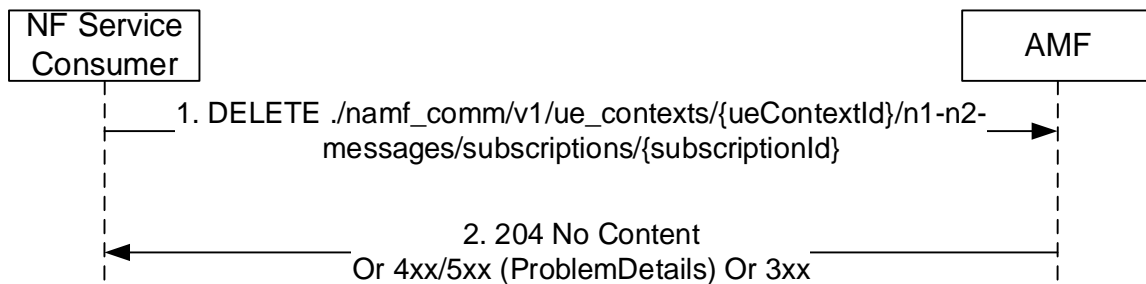 NF Service
Consumer
AMF
1. DELETE ./namf_comm/v1/ue_contexts/{ueContextId}/n1-n2-
messages/subscriptions/{subscriptionId}
2. 204 No Content
Or 4xx/5xx (ProblemDetails) Or 3xx